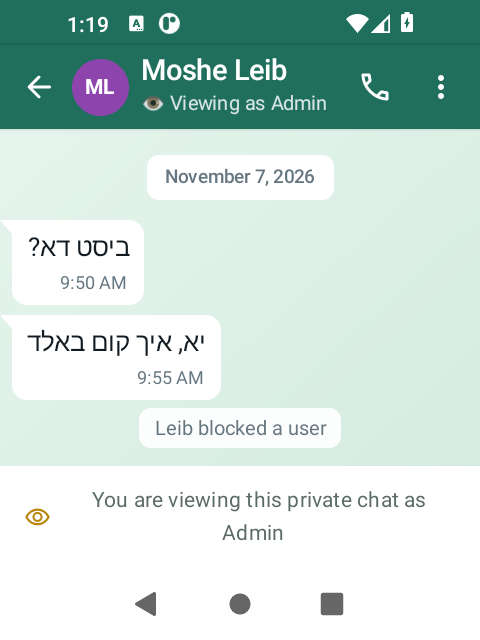 1:19
A
ML
Moshe Leib
Viewing as Admin
November 7, 2026
ביסט דא?
9:50 AM
יא, איך קום באלד
9:55 AM
Leib blocked a user
You are viewing this private chat as
Admin